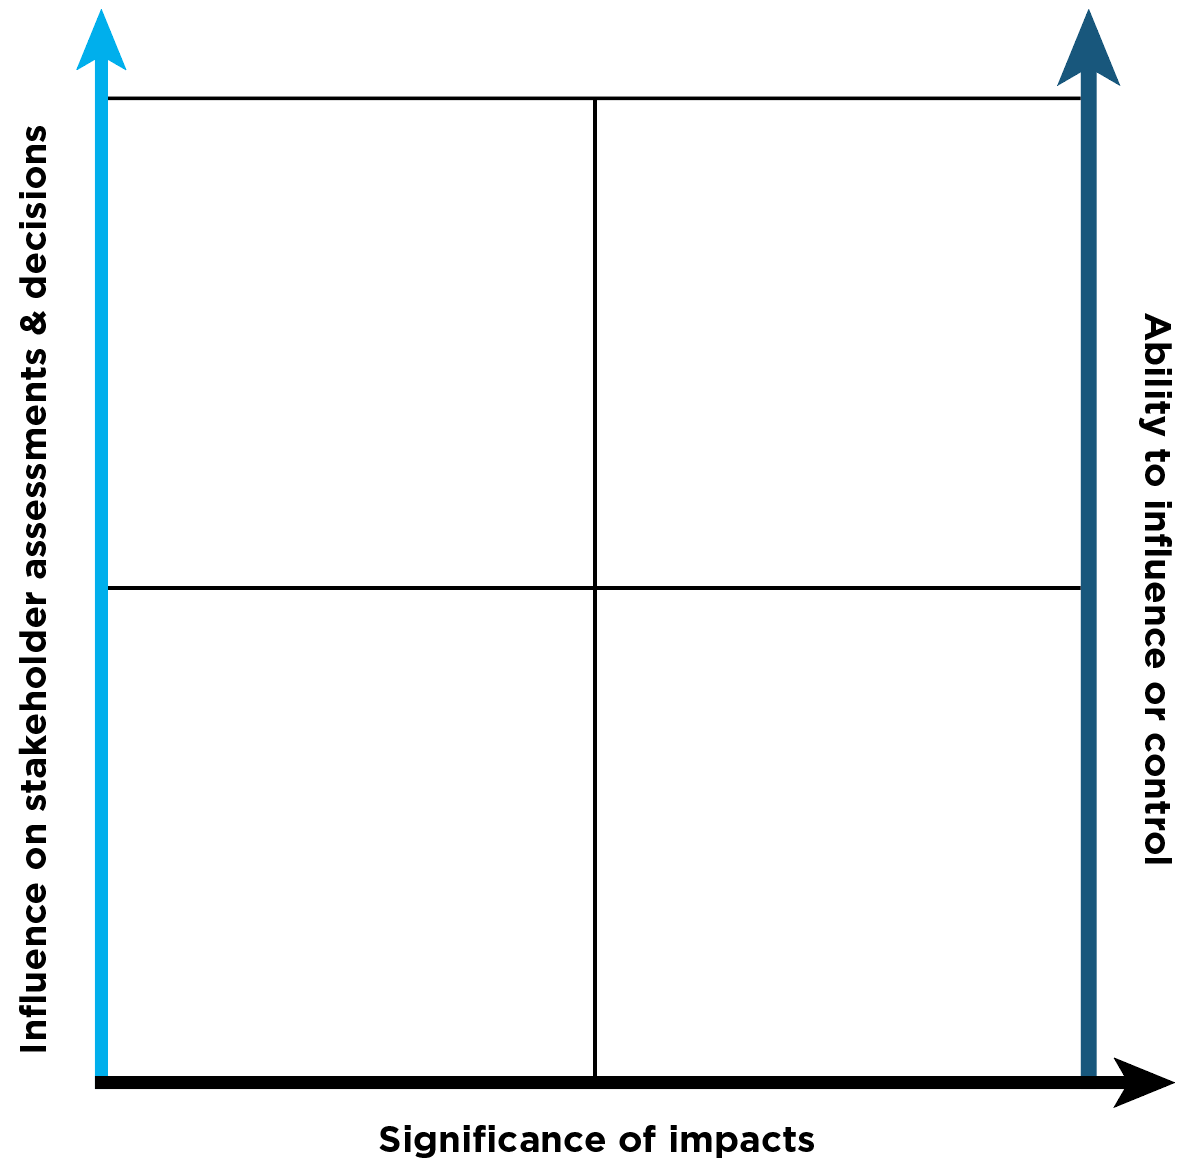 Influence on stakeholder assessments & decisions
Ability to influence or control
Significance of impacts